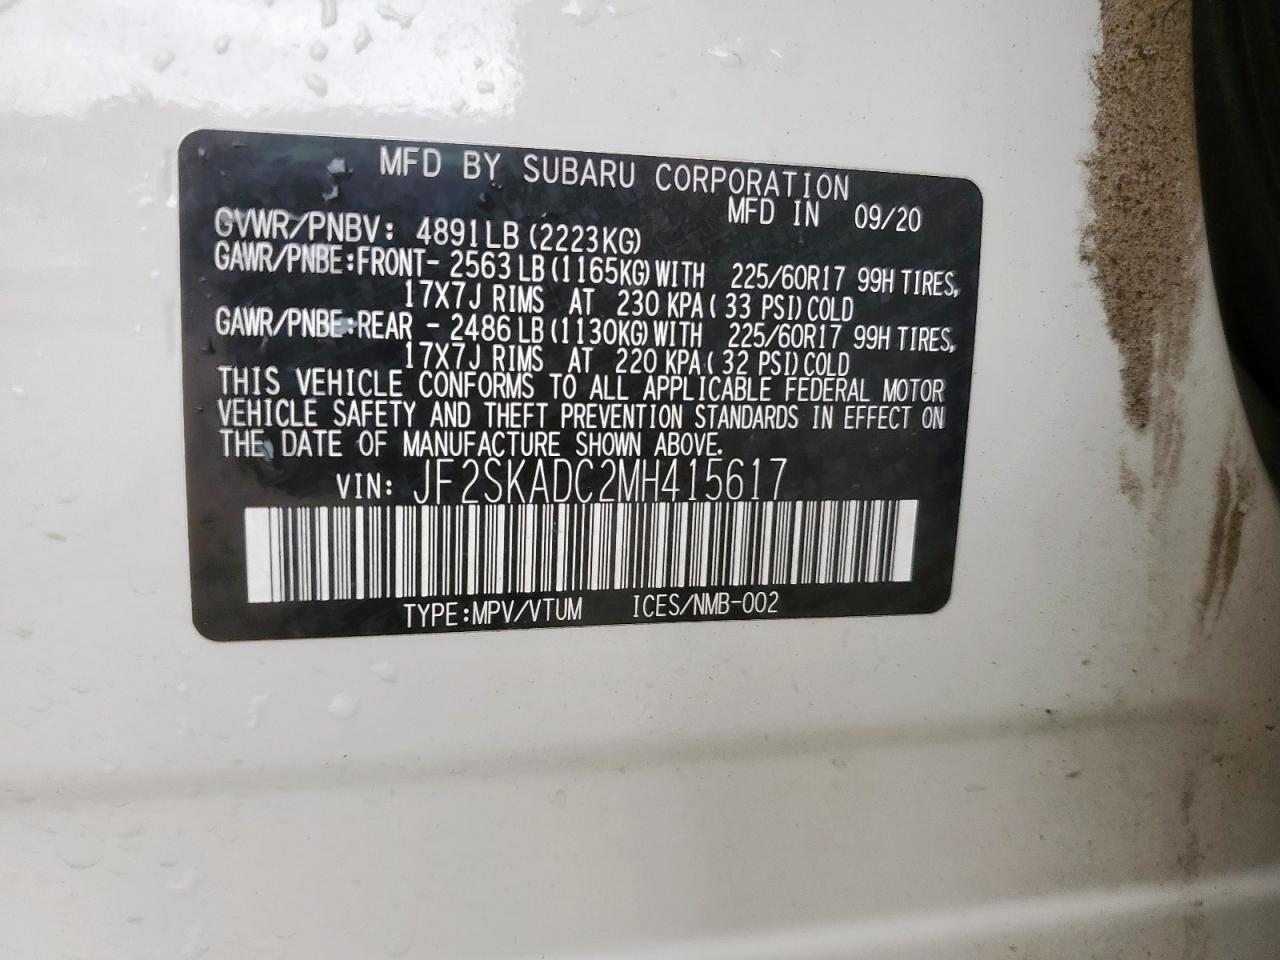 MFD BY SUBARU CORPORATION
MFD IN 09/20
GVWR/PNBV: 4891LB (2223KG)
GAWR/PNBE:FRONT- 2563 LB (1165KG) WITH 225/60R17 99H TIRES,
17X7J RIMS AT 230 KPA ( 33 PSI) COLD
GAWR/PNBE:REAR - 2486 LB (1130KG) WITH 225/60R17 99H TIRES,
17X7J RIMS AT 220 KPA ( 32 PSI) COLD
THIS VEHICLE CONFORMS TO ALL APPLICABLE FEDERAL MOTOR
VEHICLE SAFETY AND THEFT PREVENTION STANDARDS IN EFFECT ON
THE DATE OF MANUFACTURE SHOWN ABOVE.
VIN: JF2SKADC2MH415617
TYPE:MPV/VTUM ICES/NMB-002